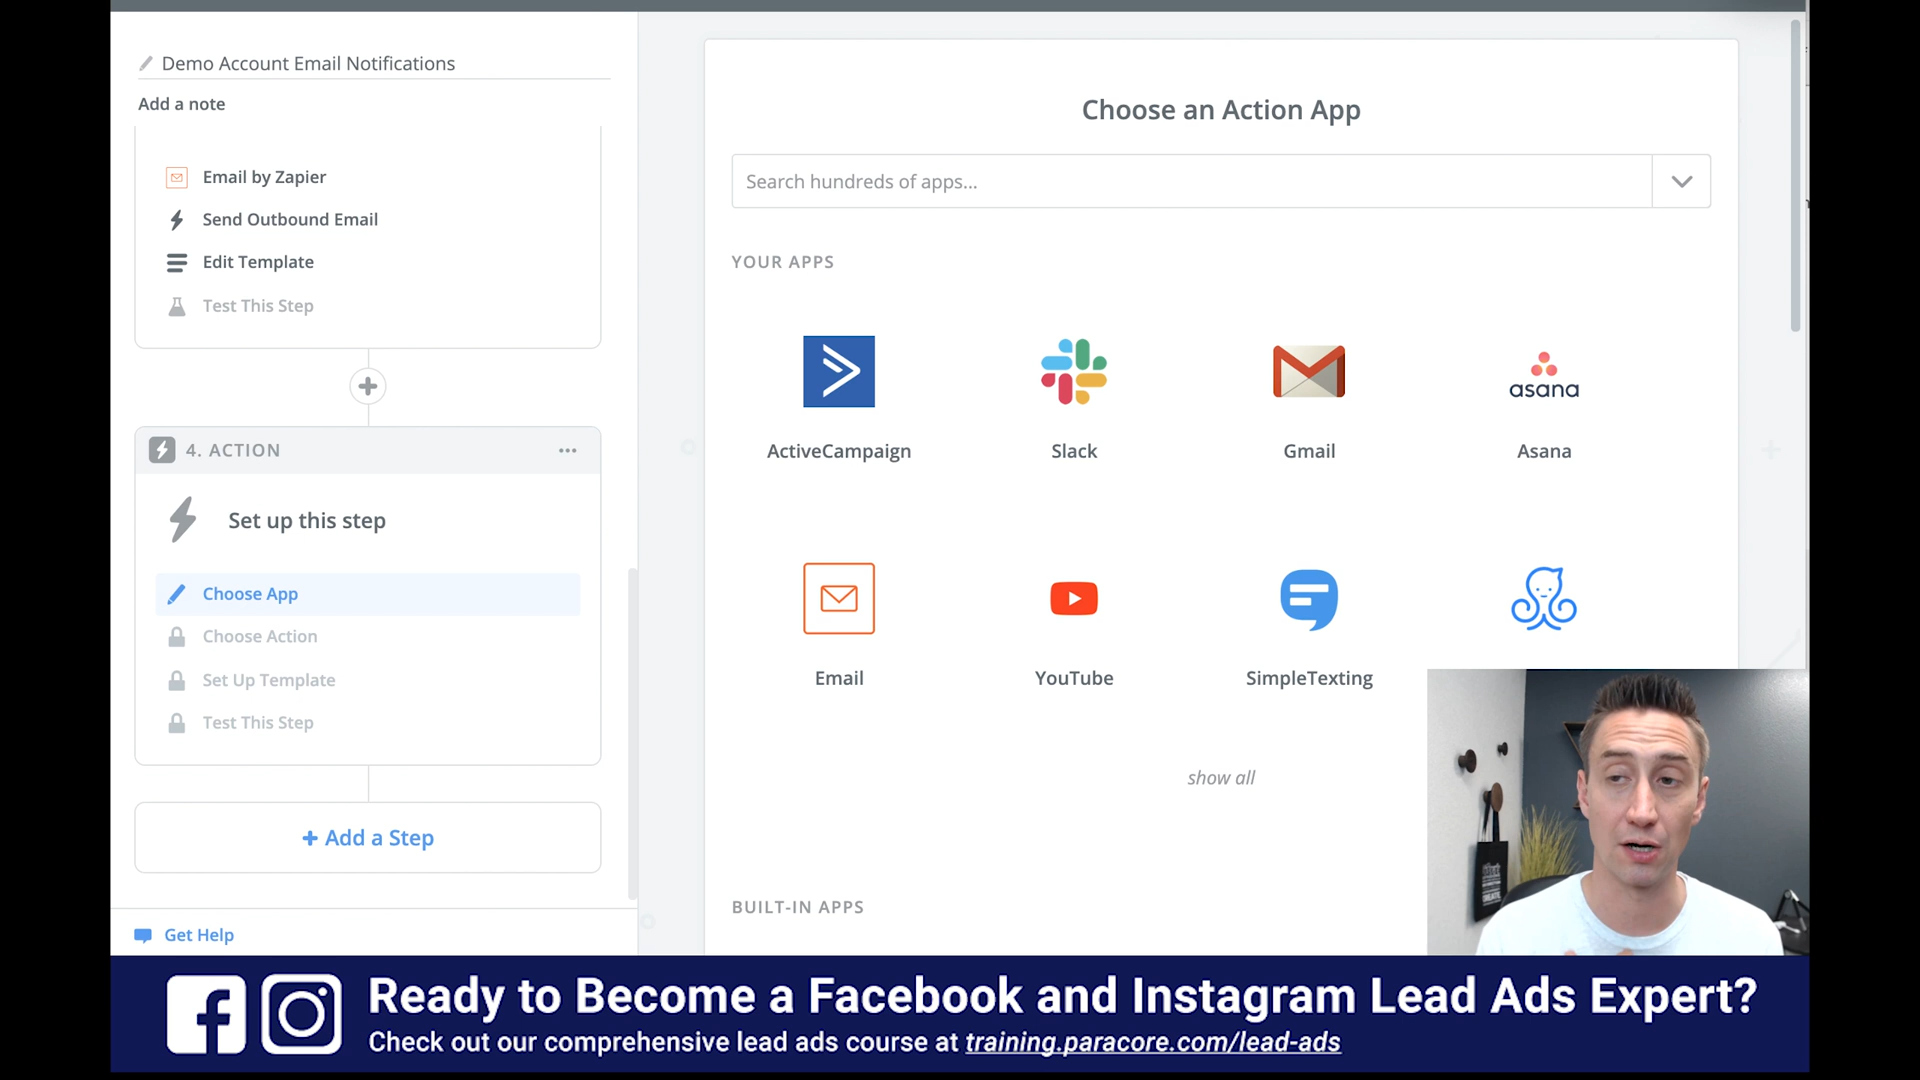 Demo Account Email Notifications
Add a note
Email by Zapier
Send Outbound Email
Edit Template
Test This Step
4. ACTION
Set up this step
Choose App
Choose Action
Set Up Template
Test This Step
+ Add a Step
Get Help
Choose an Action App
Search hundreds of apps...
YOUR APPS
ActiveCampaign
Slack
Gmail
asana
Asana
Email
YouTube
SimpleTexting
show all
BUILT-IN APPS
Ready to Become a Facebook and Instagram Lead Ads Expert?
Check out our comprehensive lead ads course at training.paracore.com/lead-ads